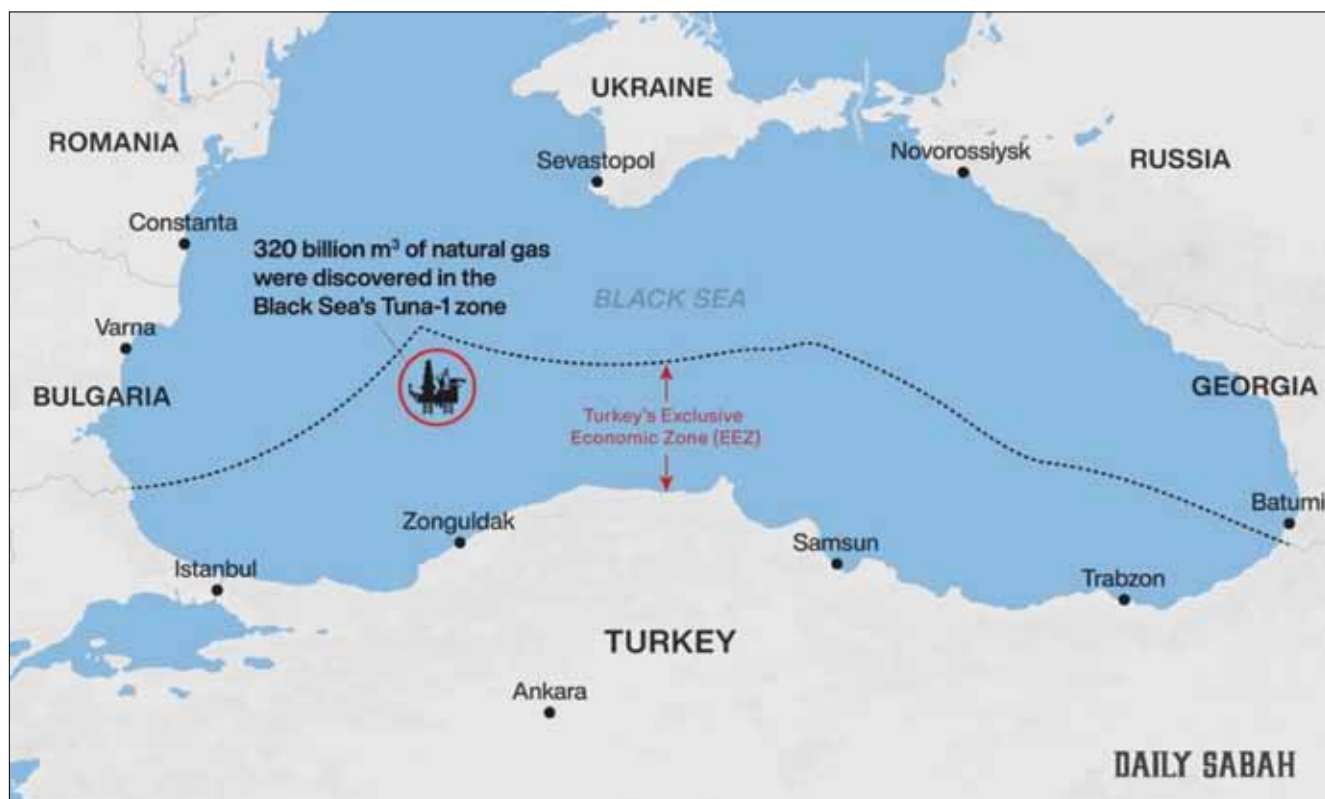 UKRAINE
ROMANIA
Sevastopol
Novorossiysk
RUSSIA
Constanta
320 billion m³ of natural gas
were discovered in the
Black Sea's Tuna-1 zone
BLACK SEA
Varna
BULGARIA
GEORGIA
Turkey's Exclusive
Economic Zone (EEZ)
Batumi
Zonguldak
Samsun
Istanbul
Trabzon
TURKEY
Ankara
DAILY SABAH